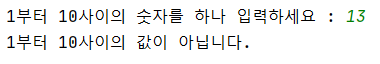 1부터 10사이의 숫자를 하나 입력하세요 : 13
1부터 10사이의 값이 아닙니다.